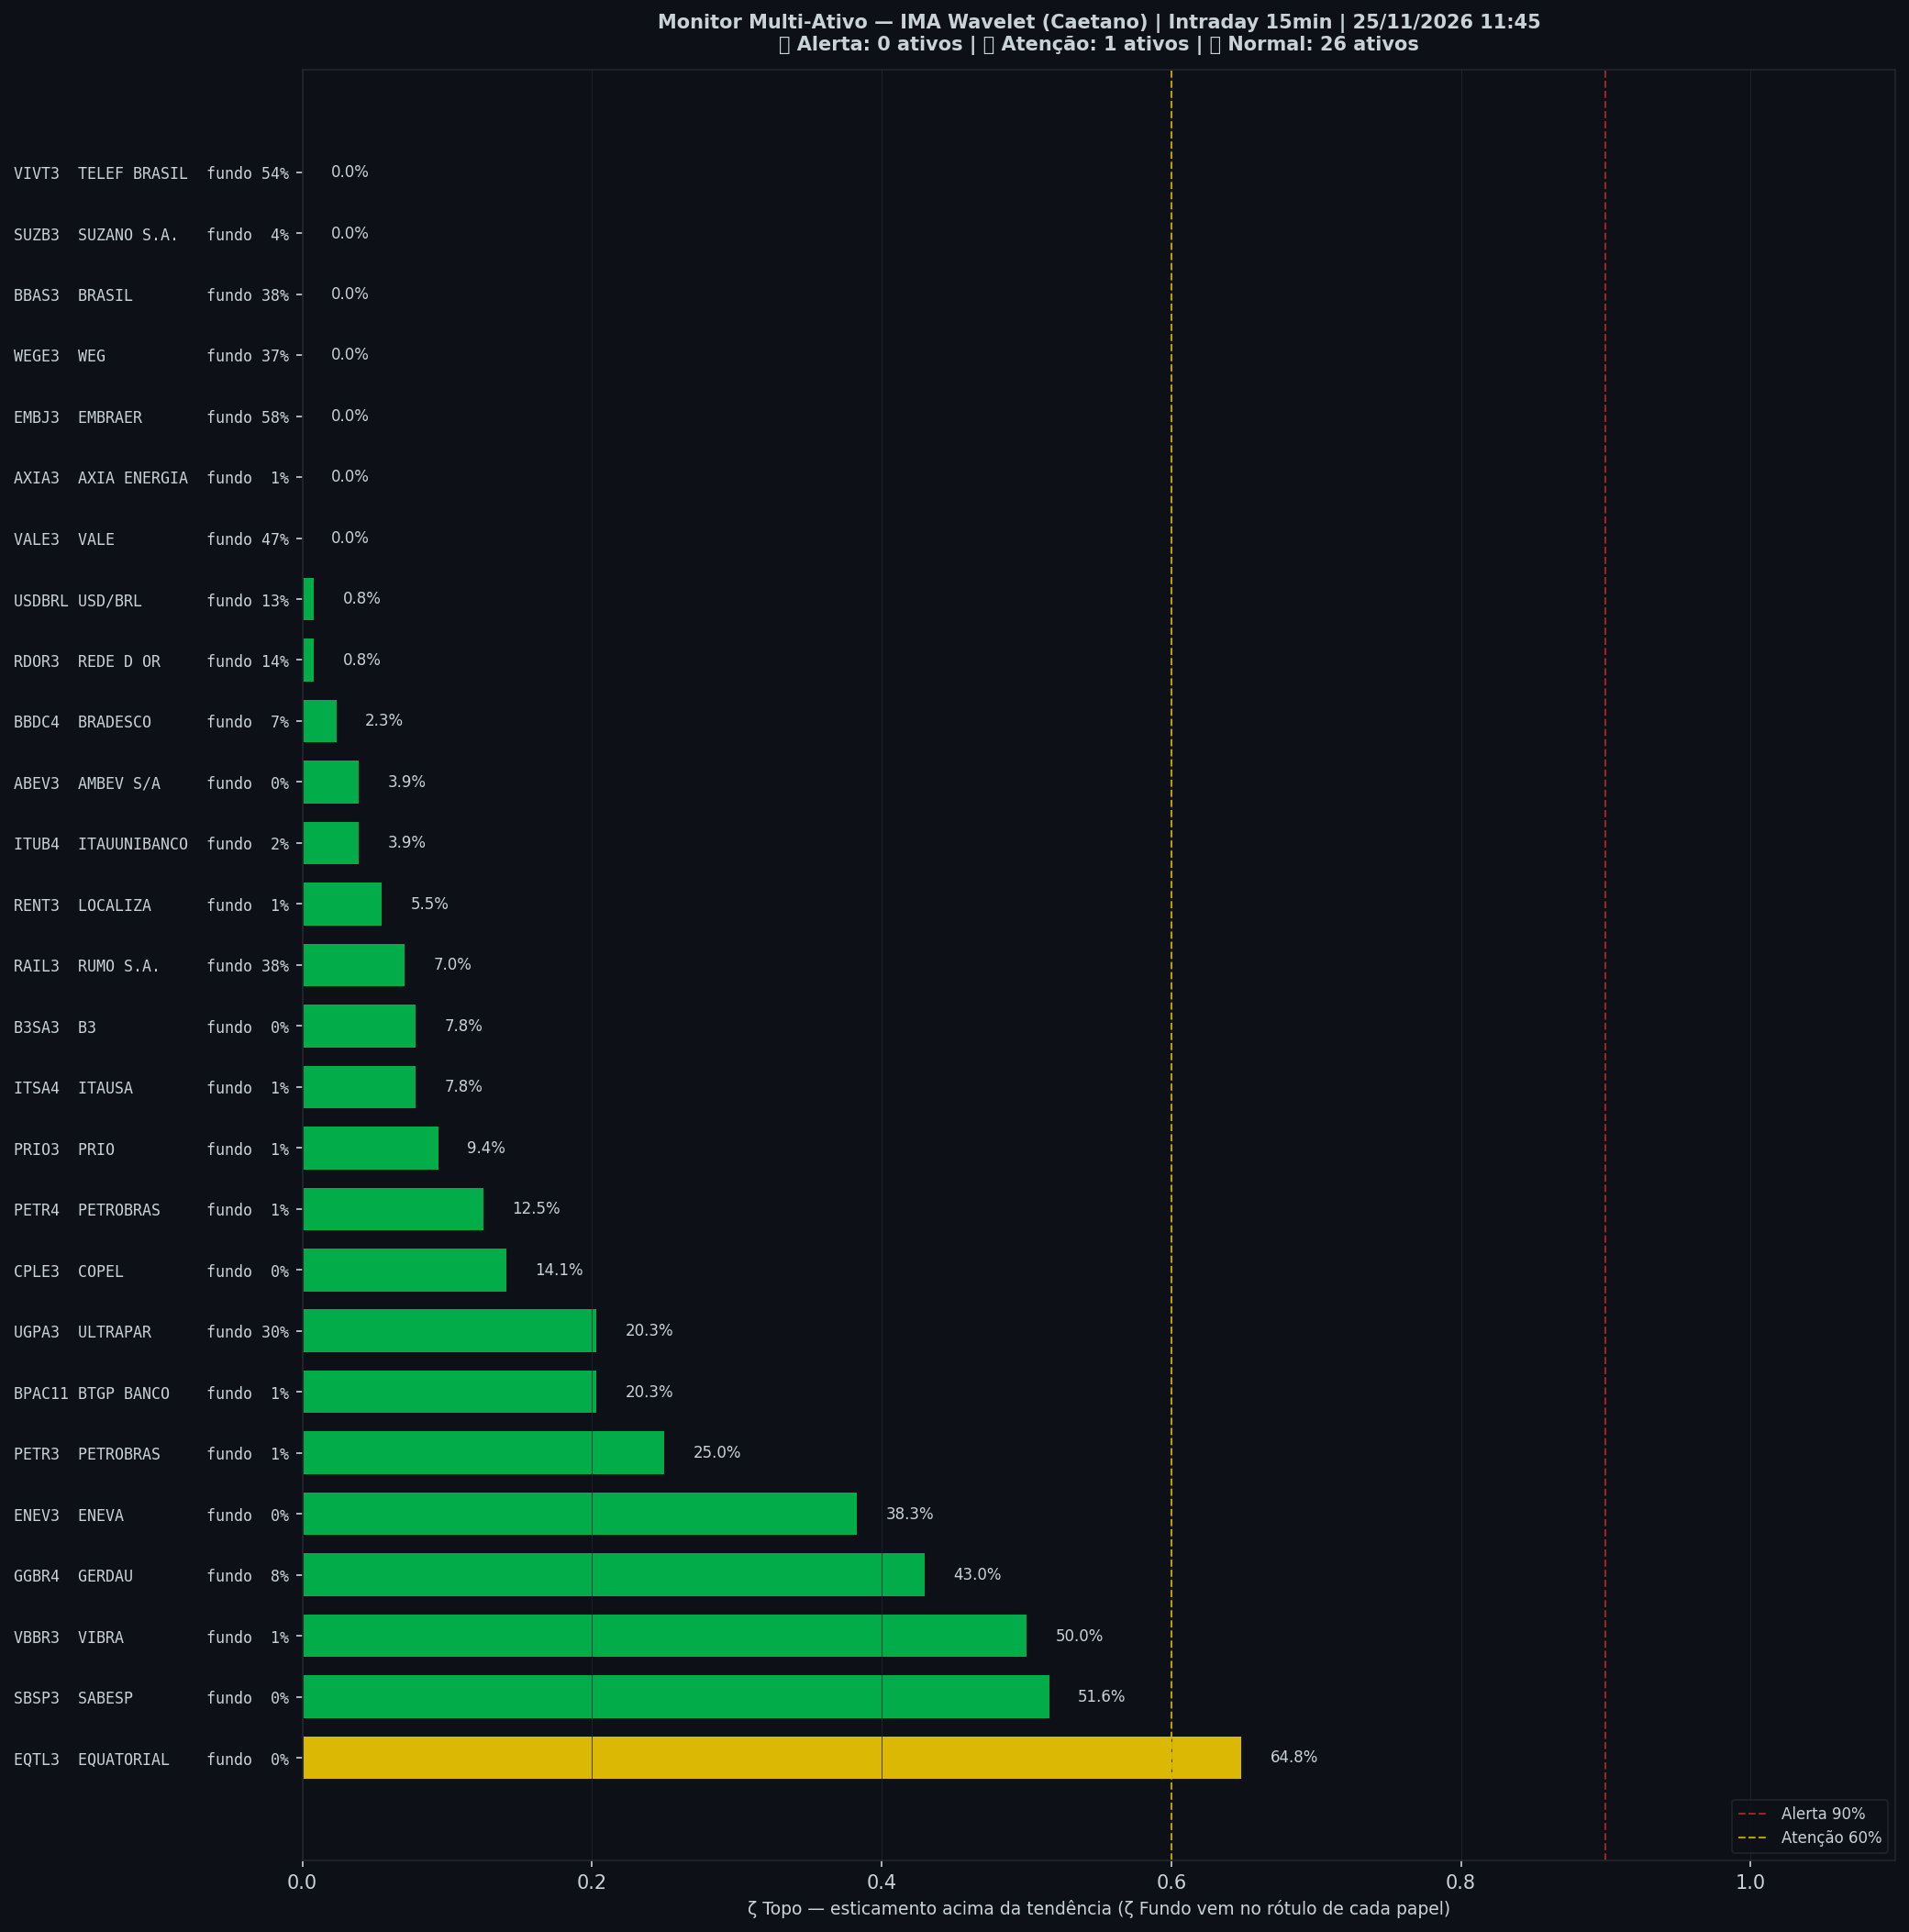 Monitor Multi-Ativo — IMA Wavelet (Caetano) | Intraday 15min | 25/11/2026 11:45
▯ Alerta: 0 ativos | ▯ Atenção: 1 ativos | ▯ Normal: 26 ativos
VIVT3 TELEF BRASIL fundo 54% 0.0%
SUZB3 SUZANO S.A. fundo 4% 0.0%
BBAS3 BRASIL fundo 38% 0.0%
WEGE3 WEG fundo 37% 0.0%
EMBJ3 EMBRAER fundo 58% 0.0%
AXIA3 AXIA ENERGIA fundo 1% 0.0%
VALE3 VALE fundo 47% 0.0%
USDBRL USD/BRL fundo 13% 0.8%
RDOR3 REDE D OR fundo 14% 0.8%
BBDC4 BRADESCO fundo 7% 2.3%
ABEV3 AMBEV S/A fundo 0% 3.9%
ITUB4 ITAUUNIBANCO fundo 2% 3.9%
RENT3 LOCALIZA fundo 1% 5.5%
RAIL3 RUMO S.A. fundo 38% 7.0%
B3SA3 B3 fundo 0% 7.8%
ITSA4 ITAUSA fundo 1% 7.8%
PRIO3 PRIO fundo 1% 9.4%
PETR4 PETROBRAS fundo 1% 12.5%
CPLE3 COPEL fundo 0% 14.1%
UGPA3 ULTRAPAR fundo 30% 20.3%
BPAC11 BTGP BANCO fundo 1% 20.3%
PETR3 PETROBRAS fundo 1% 25.0%
ENEV3 ENEVA fundo 0% 38.3%
GGBR4 GERDAU fundo 8% 43.0%
VBBR3 VIBRA fundo 1% 50.0%
SBSP3 SABESP fundo 0% 51.6%
EQTL3 EQUATORIAL fundo 0% 64.8%
Alerta 90%
Atenção 60%
0.0 0.2 0.4 0.6 0.8 1.0
ζ Topo — esticamento acima da tendência (ζ Fundo vem no rótulo de cada papel)